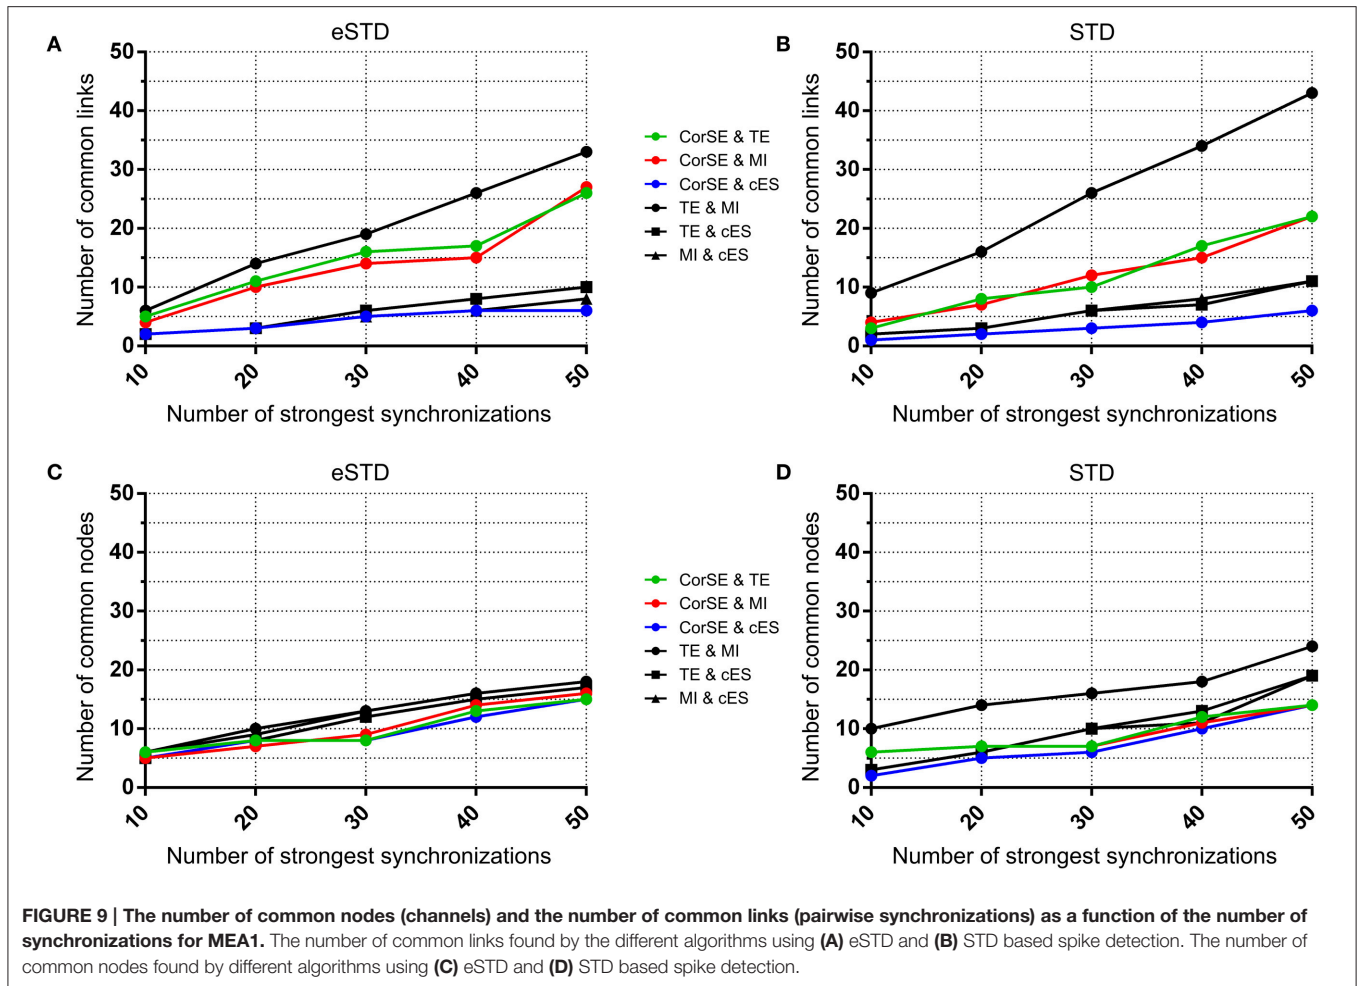 A
eSTD
Number of common links
50
40
30
20
10
0
10
20
30
40
50
Number of strongest synchronizations
CorSE & TE
CorSE & MI
CorSE & cES
TE & MI
TE & cES
MI & cES
B
STD
Number of common links
50
40
30
20
10
0
10
20
30
40
50
Number of strongest synchronizations
C
eSTD
Number of common nodes
50
40
30
20
10
0
10
20
30
40
50
Number of strongest synchronizations
CorSE & TE
CorSE & MI
CorSE & cES
TE & MI
TE & cES
MI & cES
D
STD
Number of common nodes
50
40
30
20
10
0
10
20
30
40
50
Number of strongest synchronizations
FIGURE 9 | The number of common nodes (channels) and the number of common links (pairwise synchronizations) as a function of the number of
synchronizations for MEA1. The number of common links found by the different algorithms using (A) eSTD and (B) STD based spike detection. The number of
common nodes found by different algorithms using (C) eSTD and (D) STD based spike detection.